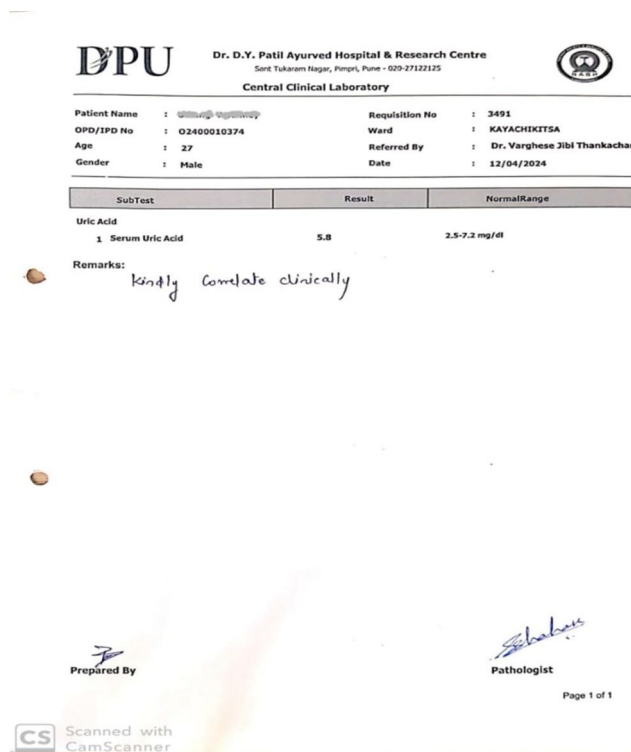 DPU
Dr. D.Y. Patil Ayurved Hospital & Research Centre
Sant Tukaram Nagar, Pimpri, Pune - 020-27122125
Central Clinical Laboratory
Patient Name :
Requisition No : 3491
OPD/IPD No : O2400010374
Ward : KAYACHIKITSA
Age : 27
Referred By : Dr. Varghese Jibi Thankachan
Gender : Male
Date : 12/04/2024
SubTest Result NormalRange
Uric Acid
1 Serum Uric Acid 5.8 2.5-7.2 mg/dl
Remarks:
Kindly Correlate clinically
Prepared By
Pathologist
Page 1 of 1
CS Scanned with
CamScanner